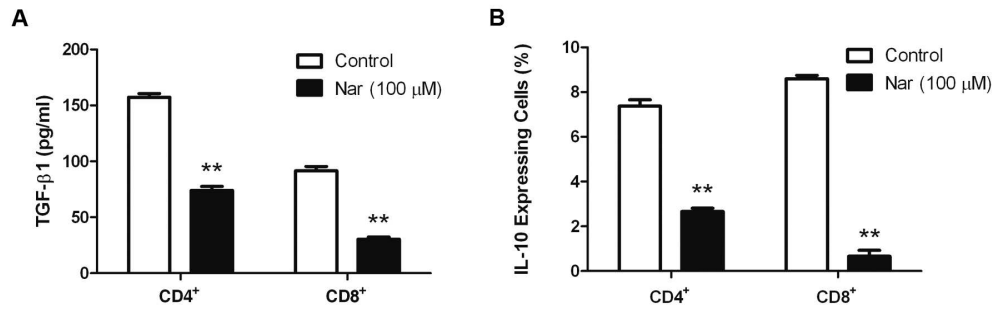 A
TGF-β1 (pg/ml)
200
150
100
50
0
Control
Nar (100 μM)
**
**
CD4⁺
CD8⁺
B
IL-10 Expressing Cells (%)
10
8
6
4
2
0
Control
Nar (100 μM)
**
**
CD4⁺
CD8⁺